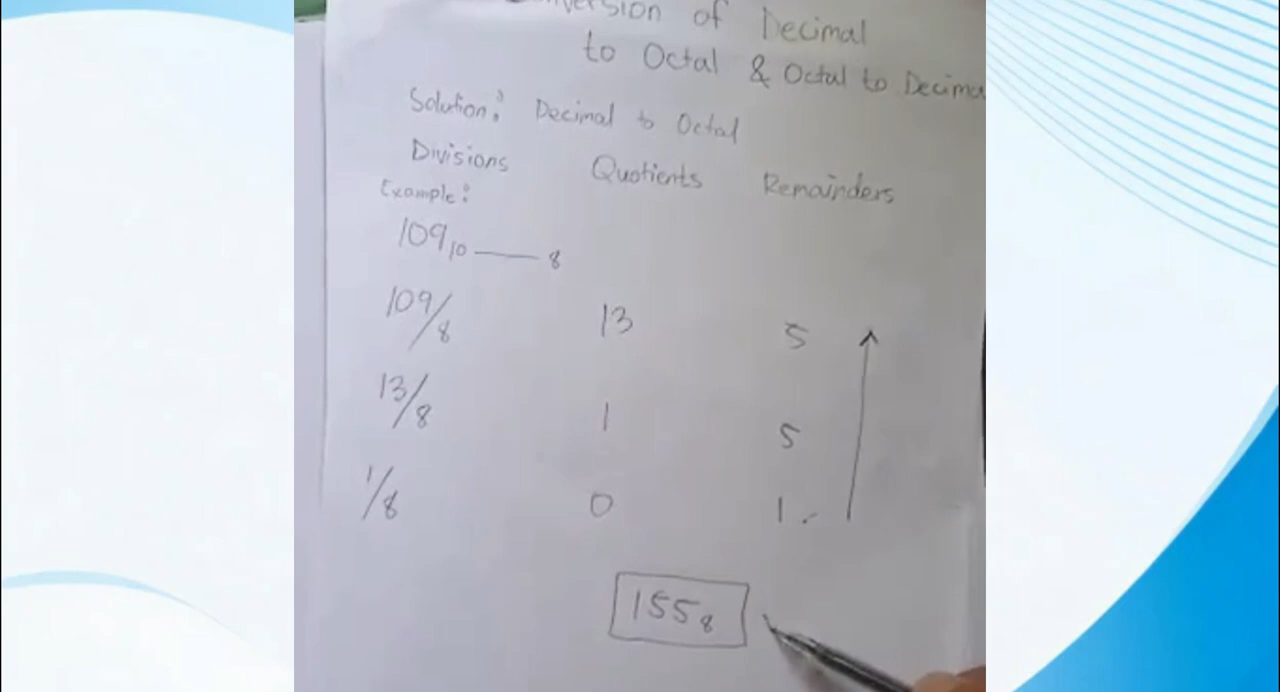 Conversion of Decimal
to Octal & Octal to Decimal
Solution: Decimal to Octal
Divisions Quotients Remainders
Example:
109₁₀ —— ₈
109/8 13 5
13/8 1 5
1/8 0 1
155₈